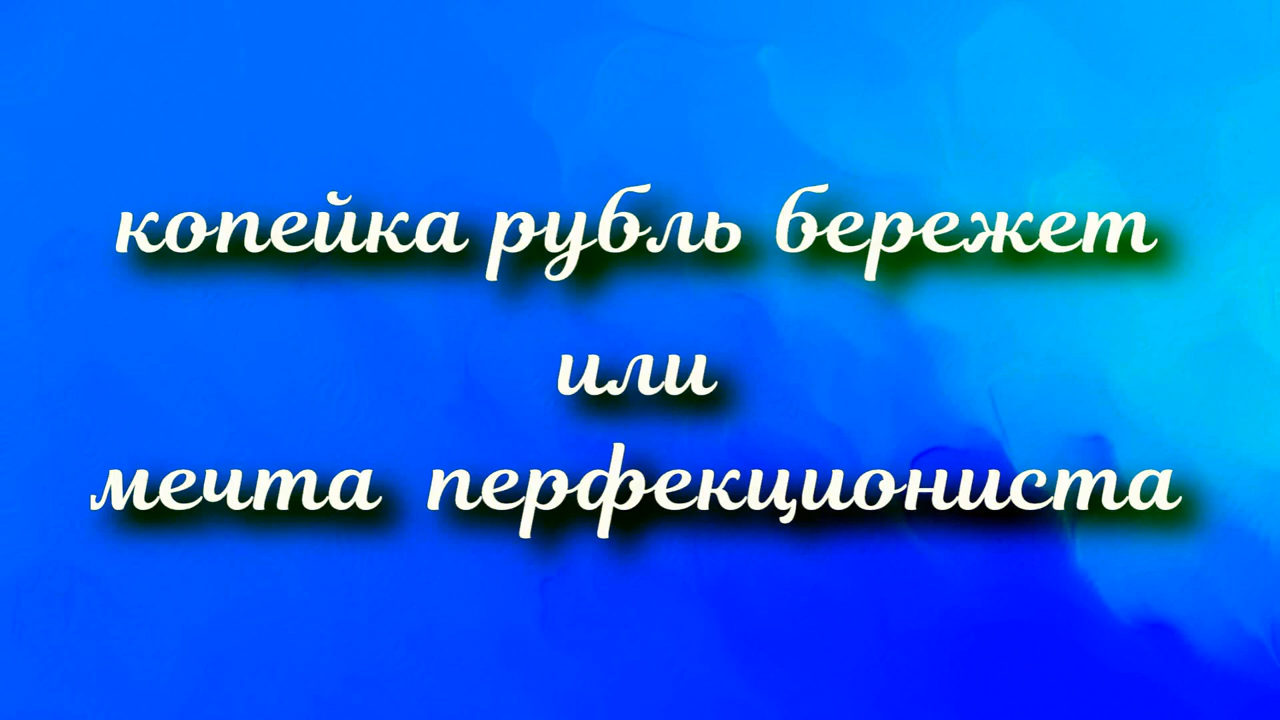 копейка рубль бережет
или
мечта перфекциониста